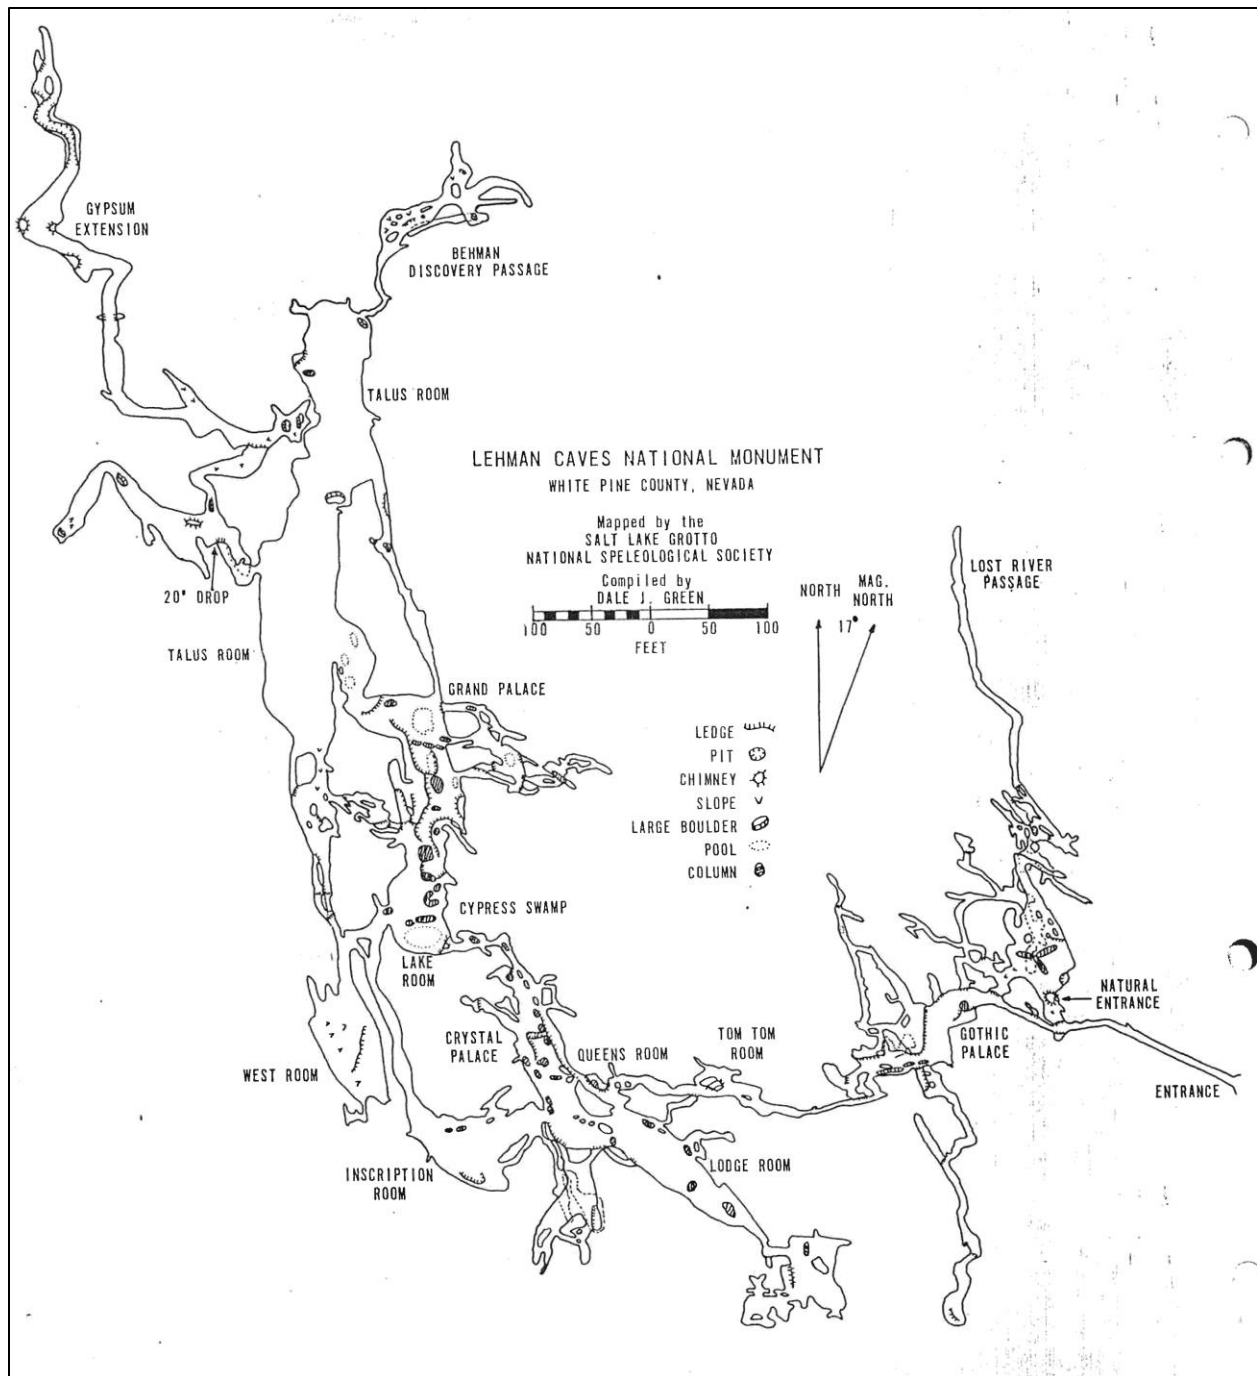 GYPSUM
EXTENSION
BEHMAN
DISCOVERY PASSAGE
TALUS ROOM
LEHMAN CAVES NATIONAL MONUMENT
WHITE PINE COUNTY, NEVADA
Mapped by the
SALT LAKE GROTTO
NATIONAL SPELEOLOGICAL SOCIETY
Compiled by
DALE J. GREEN
100 50 0 50 100
FEET
NORTH
MAG.
NORTH
17°
LOST RIVER
PASSAGE
20' DROP
TALUS ROOM
GRAND PALACE
LEDGE
PIT
CHIMNEY
SLOPE
LARGE BOULDER
POOL
COLUMN
CYPRESS SWAMP
LAKE
ROOM
NATURAL
ENTRANCE
CRYSTAL
PALACE
QUEENS ROOM
TOM TOM
ROOM
GOTHIC
PALACE
WEST ROOM
ENTRANCE
INSCRIPTION
ROOM
LODGE ROOM